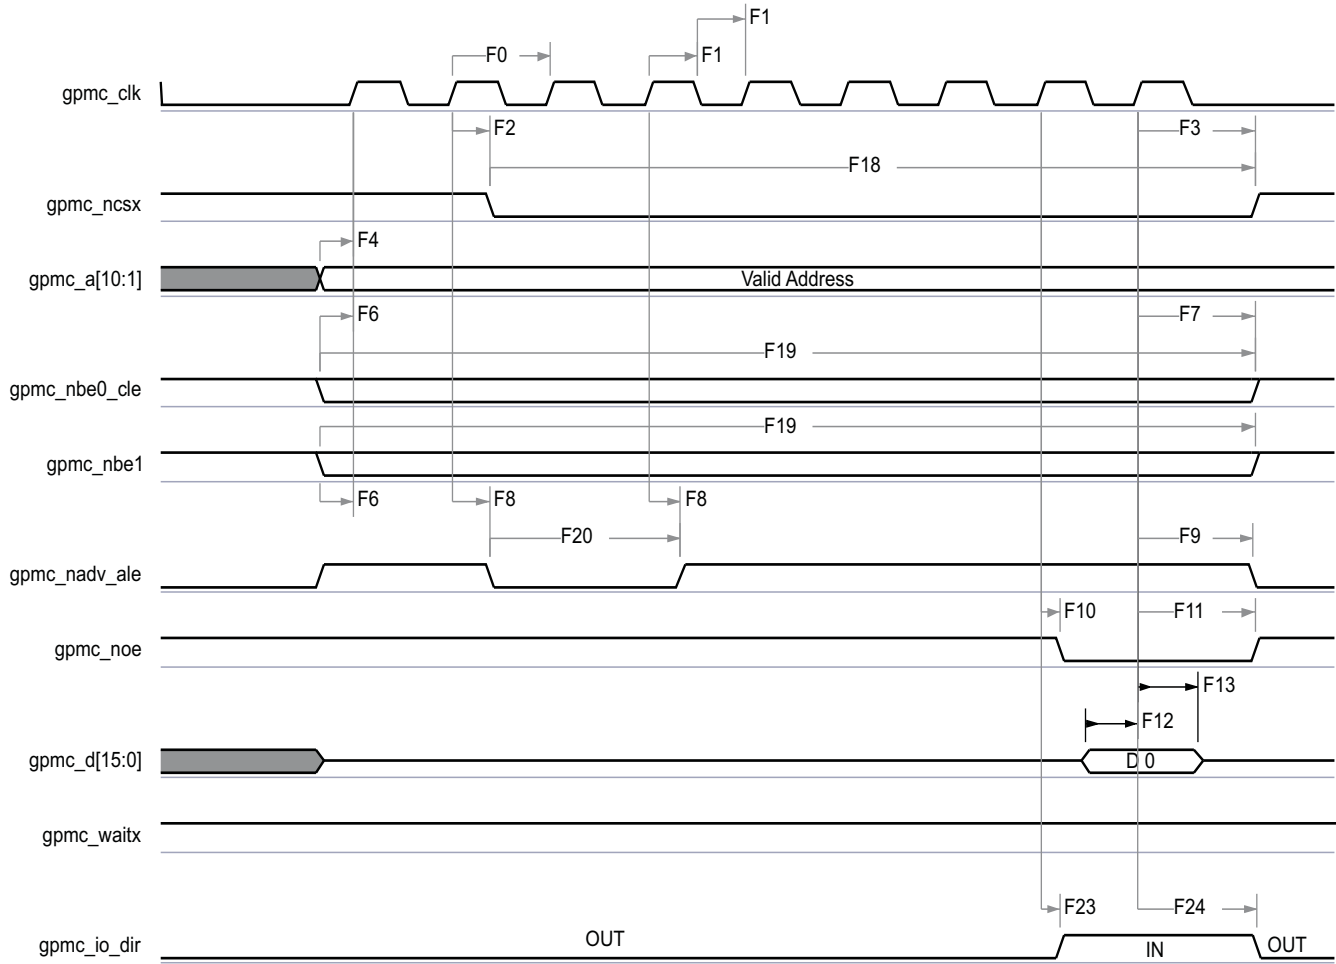 F1
F0
F1
gpmc_clk
F2
F3
F18
gpmc_ncsx
F4
gpmc_a[10:1]
Valid Address
F6
F7
F19
gpmc_nbe0_cle
F19
gpmc_nbe1
F6
F8
F8
F20
F9
gpmc_nadv_ale
F10
F11
gpmc_noe
F13
F12
gpmc_d[15:0]
D 0
gpmc_waitx
F23
F24
gpmc_io_dir
OUT
IN
OUT